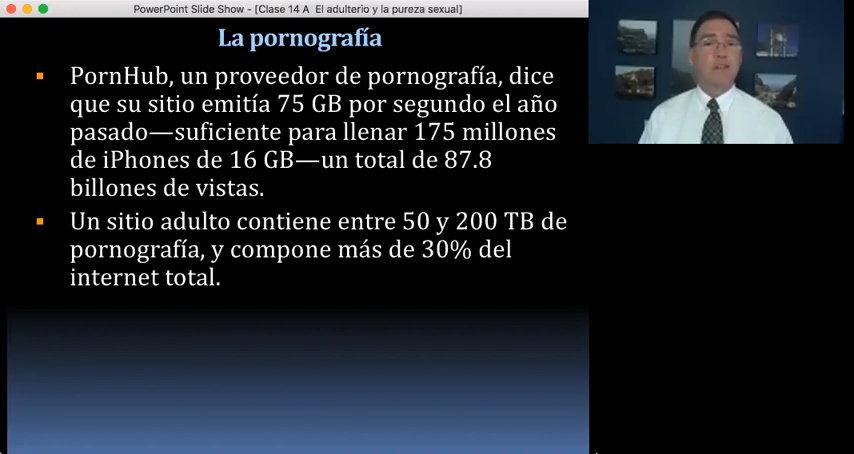 PowerPoint Slide Show - [Clase 14 A  El adulterio y la pureza sexual]
La pornografía
PornHub, un proveedor de pornografía, dice
que su sitio emitía 75 GB por segundo el año
pasado—suficiente para llenar 175 millones
de iPhones de 16 GB—un total de 87.8
billones de vistas.
Un sitio adulto contiene entre 50 y 200 TB de
pornografía, y compone más de 30% del
internet total.